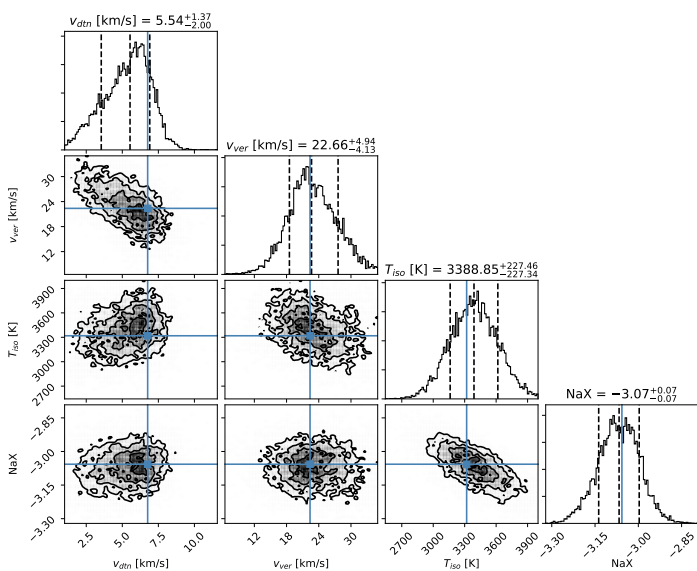 v_dtn [km/s] = 5.54^{+1.37}_{-2.00}
v_ver [km/s] = 22.66^{+4.94}_{-4.13}
T_iso [K] = 3388.85^{+227.46}_{-227.34}
NaX = −3.07^{+0.07}_{-0.07}
v_ver [km/s]
30
24
18
12
T_iso [K]
3900
3600
3300
3000
2700
NaX
−2.85
−3.00
−3.15
−3.30
2.5
5.0
7.5
10.0
12
18
24
30
2700
3000
3300
3600
3900
−3.30
−3.15
−3.00
−2.85
v_dtn [km/s]
v_ver [km/s]
T_iso [K]
NaX